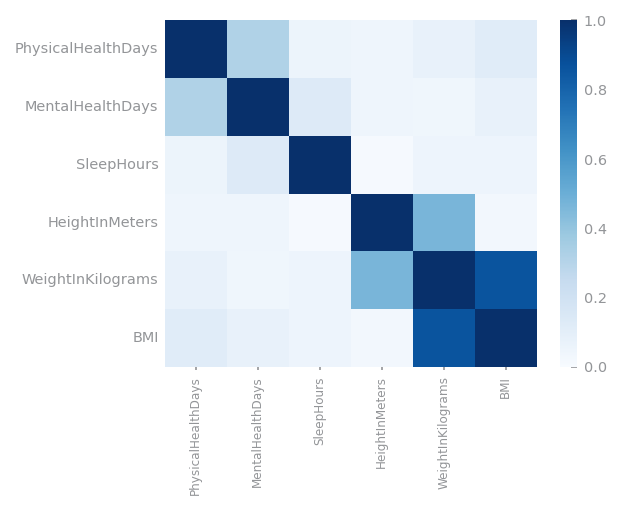 PhysicalHealthDays
MentalHealthDays
SleepHours
HeightInMeters
WeightInKilograms
BMI
PhysicalHealthDays
MentalHealthDays
SleepHours
HeightInMeters
WeightInKilograms
BMI
1.0
0.8
0.6
0.4
0.2
0.0